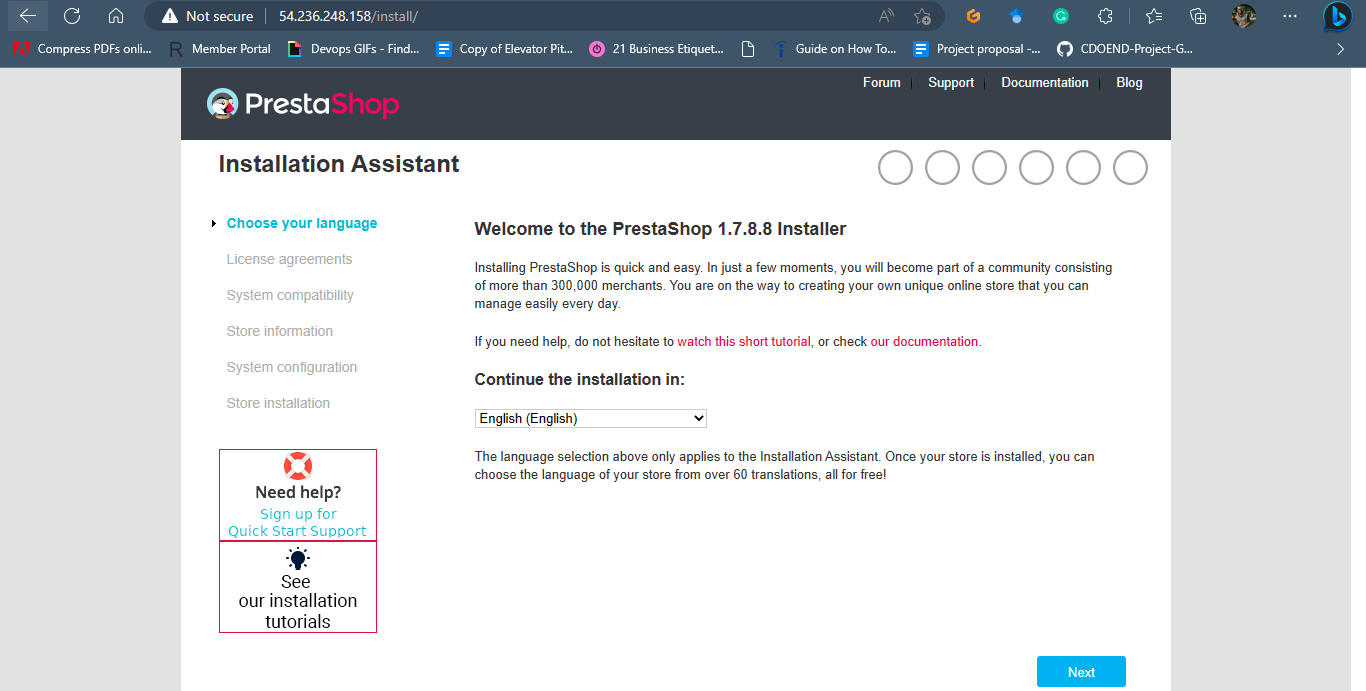 Not secure
54.236.248.158/install/
Compress PDFs onlin...
Member Portal
Devops GIFs - Find...
Copy of Elevator Pit...
21 Business Etiquet...
Guide on How To...
Project proposal -...
CDOEND-Project-G...
Forum
Support
Documentation
Blog
PrestaShop
Installation Assistant
Choose your language
License agreements
System compatibility
Store information
System configuration
Store installation
Need help?
Sign up for
Quick Start Support
See
our installation
tutorials
Welcome to the PrestaShop 1.7.8.8 Installer
Installing PrestaShop is quick and easy. In just a few moments, you will become part of a community consisting
of more than 300,000 merchants. You are on the way to creating your own unique online store that you can
manage easily every day.
If you need help, do not hesitate to watch this short tutorial, or check our documentation.
Continue the installation in:
English (English)
The language selection above only applies to the Installation Assistant. Once your store is installed, you can
choose the language of your store from over 60 translations, all for free!
Next